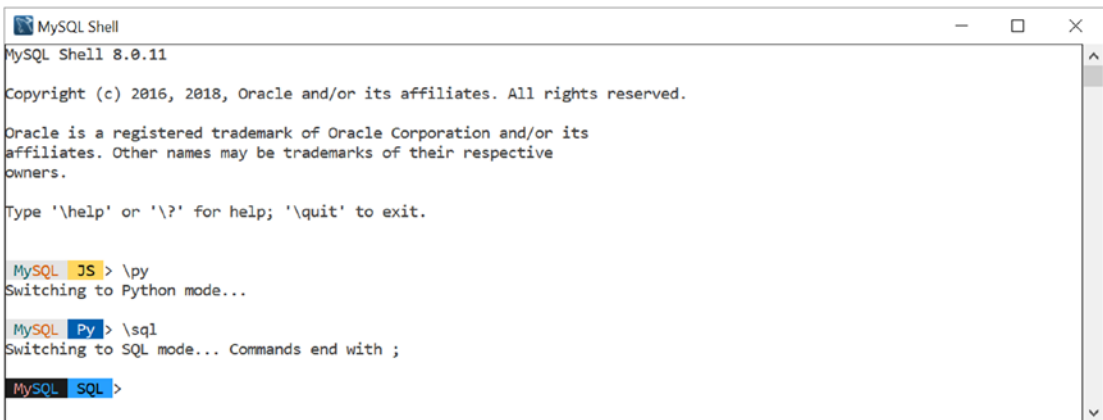 MySQL Shell
MySQL Shell 8.0.11
Copyright (c) 2016, 2018, Oracle and/or its affiliates. All rights reserved.
Oracle is a registered trademark of Oracle Corporation and/or its
affiliates. Other names may be trademarks of their respective
owners.
Type '\help' or '\?' for help; '\quit' to exit.
MySQL JS > \py
Switching to Python mode...
MySQL Py > \sql
Switching to SQL mode... Commands end with ;
MySQL SQL >